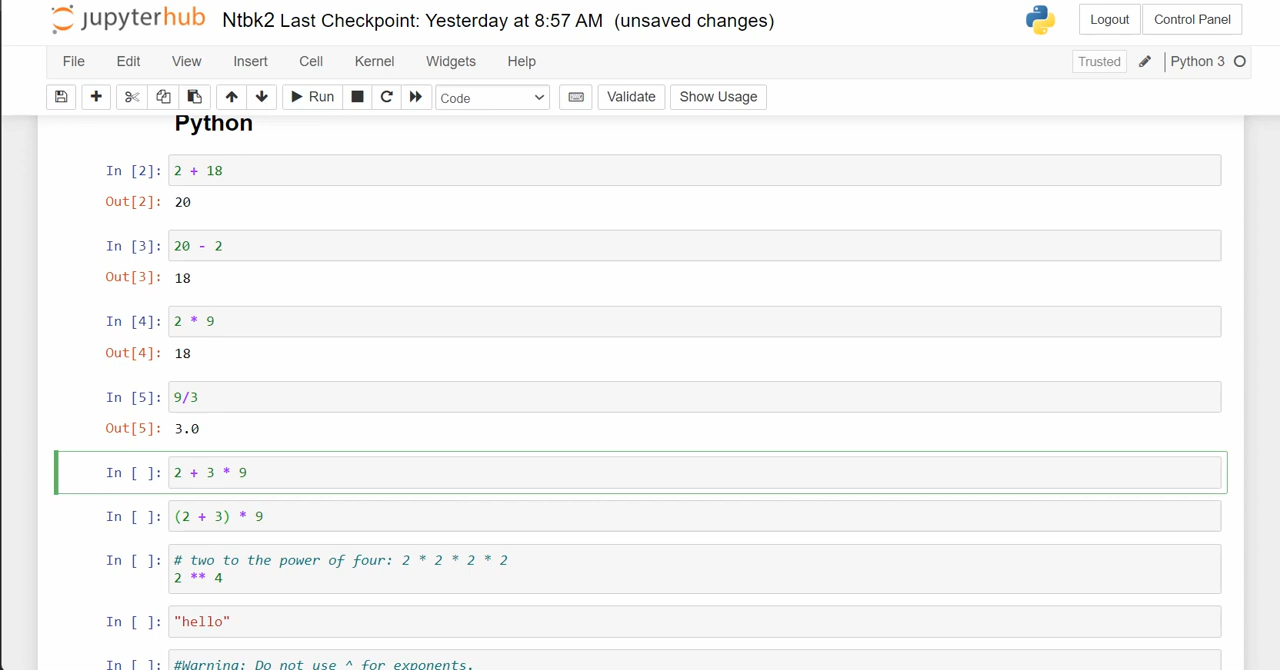 jupyterhub Ntbk2 Last Checkpoint: Yesterday at 8:57 AM (unsaved changes) Logout Control Panel
File Edit View Insert Cell Kernel Widgets Help Trusted Python 3
Run Code Validate Show Usage
Python
In [2]: 2 + 18
Out[2]: 20
In [3]: 20 - 2
Out[3]: 18
In [4]: 2 * 9
Out[4]: 18
In [5]: 9/3
Out[5]: 3.0
In [ ]: 2 + 3 * 9
In [ ]: (2 + 3) * 9
In [ ]: # two to the power of four: 2 * 2 * 2 * 2
2 ** 4
In [ ]: "hello"
In [ ]: #Warning: Do not use ^ for exponents.